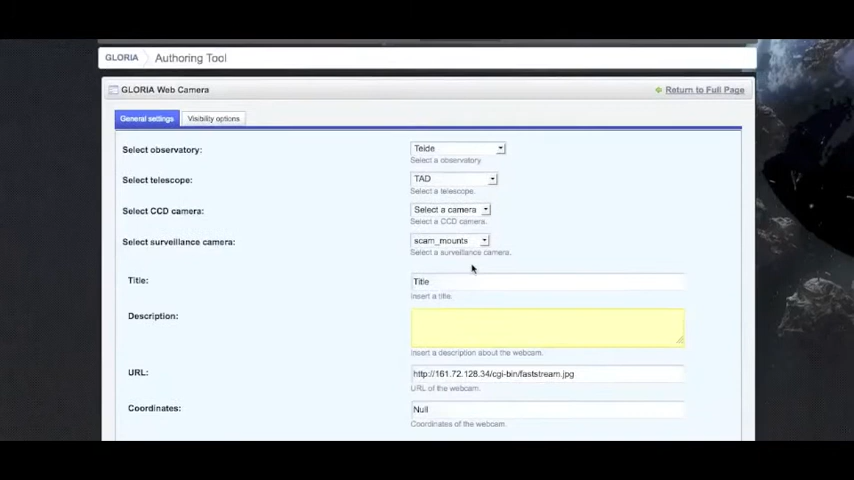 GLORIA Authoring Tool
GLORIA Web Camera Return to Full Page
General settings Visibility options
Select observatory: Teide
Select a observatory
Select telescope: TAD
Select a telescope.
Select CCD camera: Select a camera
Select a CCD camera.
Select surveillance camera: scam_mounts
Select a surveillance camera.
Title: Title
Insert a title.
Description:
Insert a description about the webcam.
URL: http://161.72.128.34/cgi-bin/faststream.jpg
URL of the webcam.
Coordinates: Null
Coordinates of the webcam.